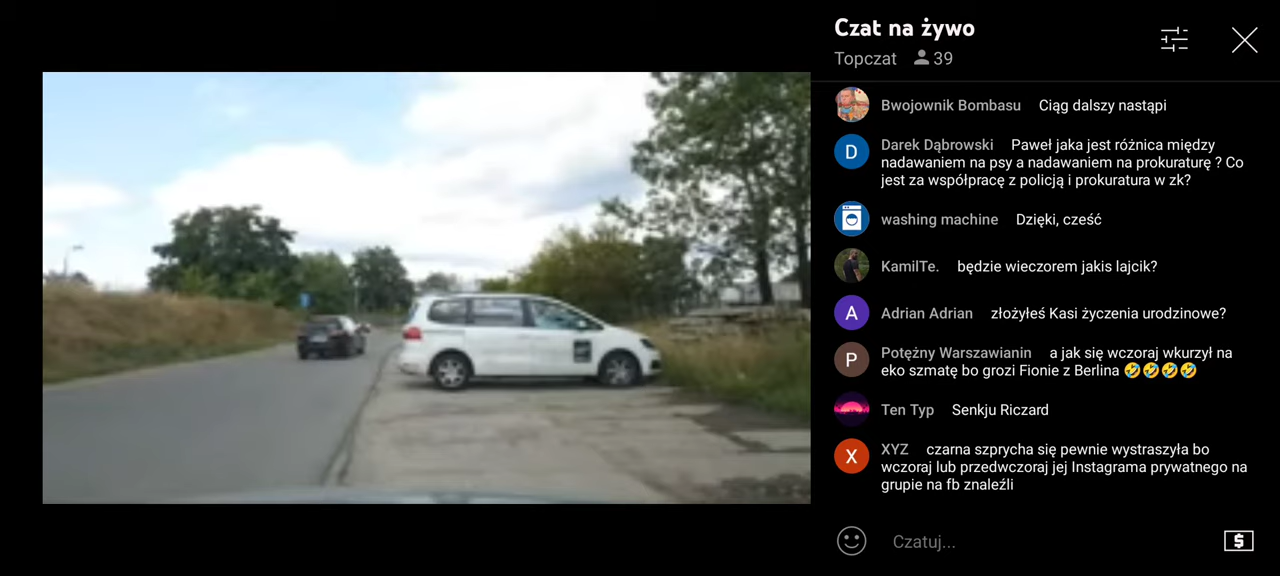 Czat na żywo
Topczat 39
Bwojownik Bombasu Ciąg dalszy nastąpi
D
Darek Dąbrowski Paweł jaka jest różnica między
nadawaniem na psy a nadawaniem na prokuraturę ? Co
jest za współpracę z policją i prokuratura w zk?
washing machine Dzięki, cześć
KamilTe. będzie wieczorem jakis lajcik?
A
Adrian Adrian złożyłeś Kasi życzenia urodzinowe?
P
Potężny Warszawianin a jak się wczoraj wkurzył na
eko szmatę bo grozi Fionie z Berlina 🤣🤣🤣🤣
Ten Typ Senkju Riczard
X
XYZ czarna szprycha się pewnie wystraszyła bo
wczoraj lub przedwczoraj jej Instagrama prywatnego na
grupie na fb znaleźli
Czatuj...
$